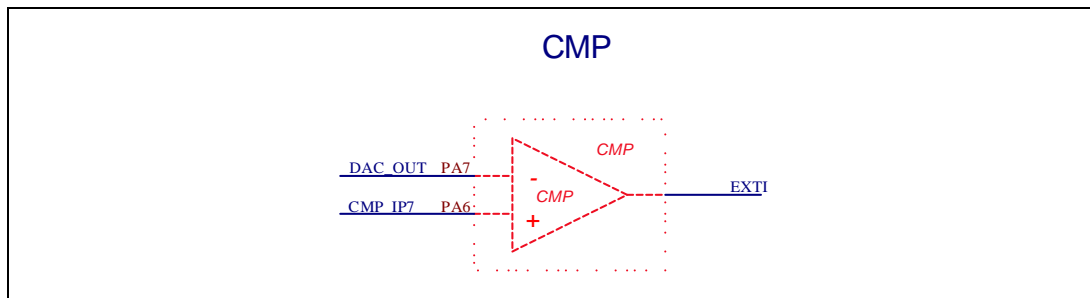 CMP
CMP
DAC_OUT PA7
- CMP EXTI
CMP_IP7 PA6
+